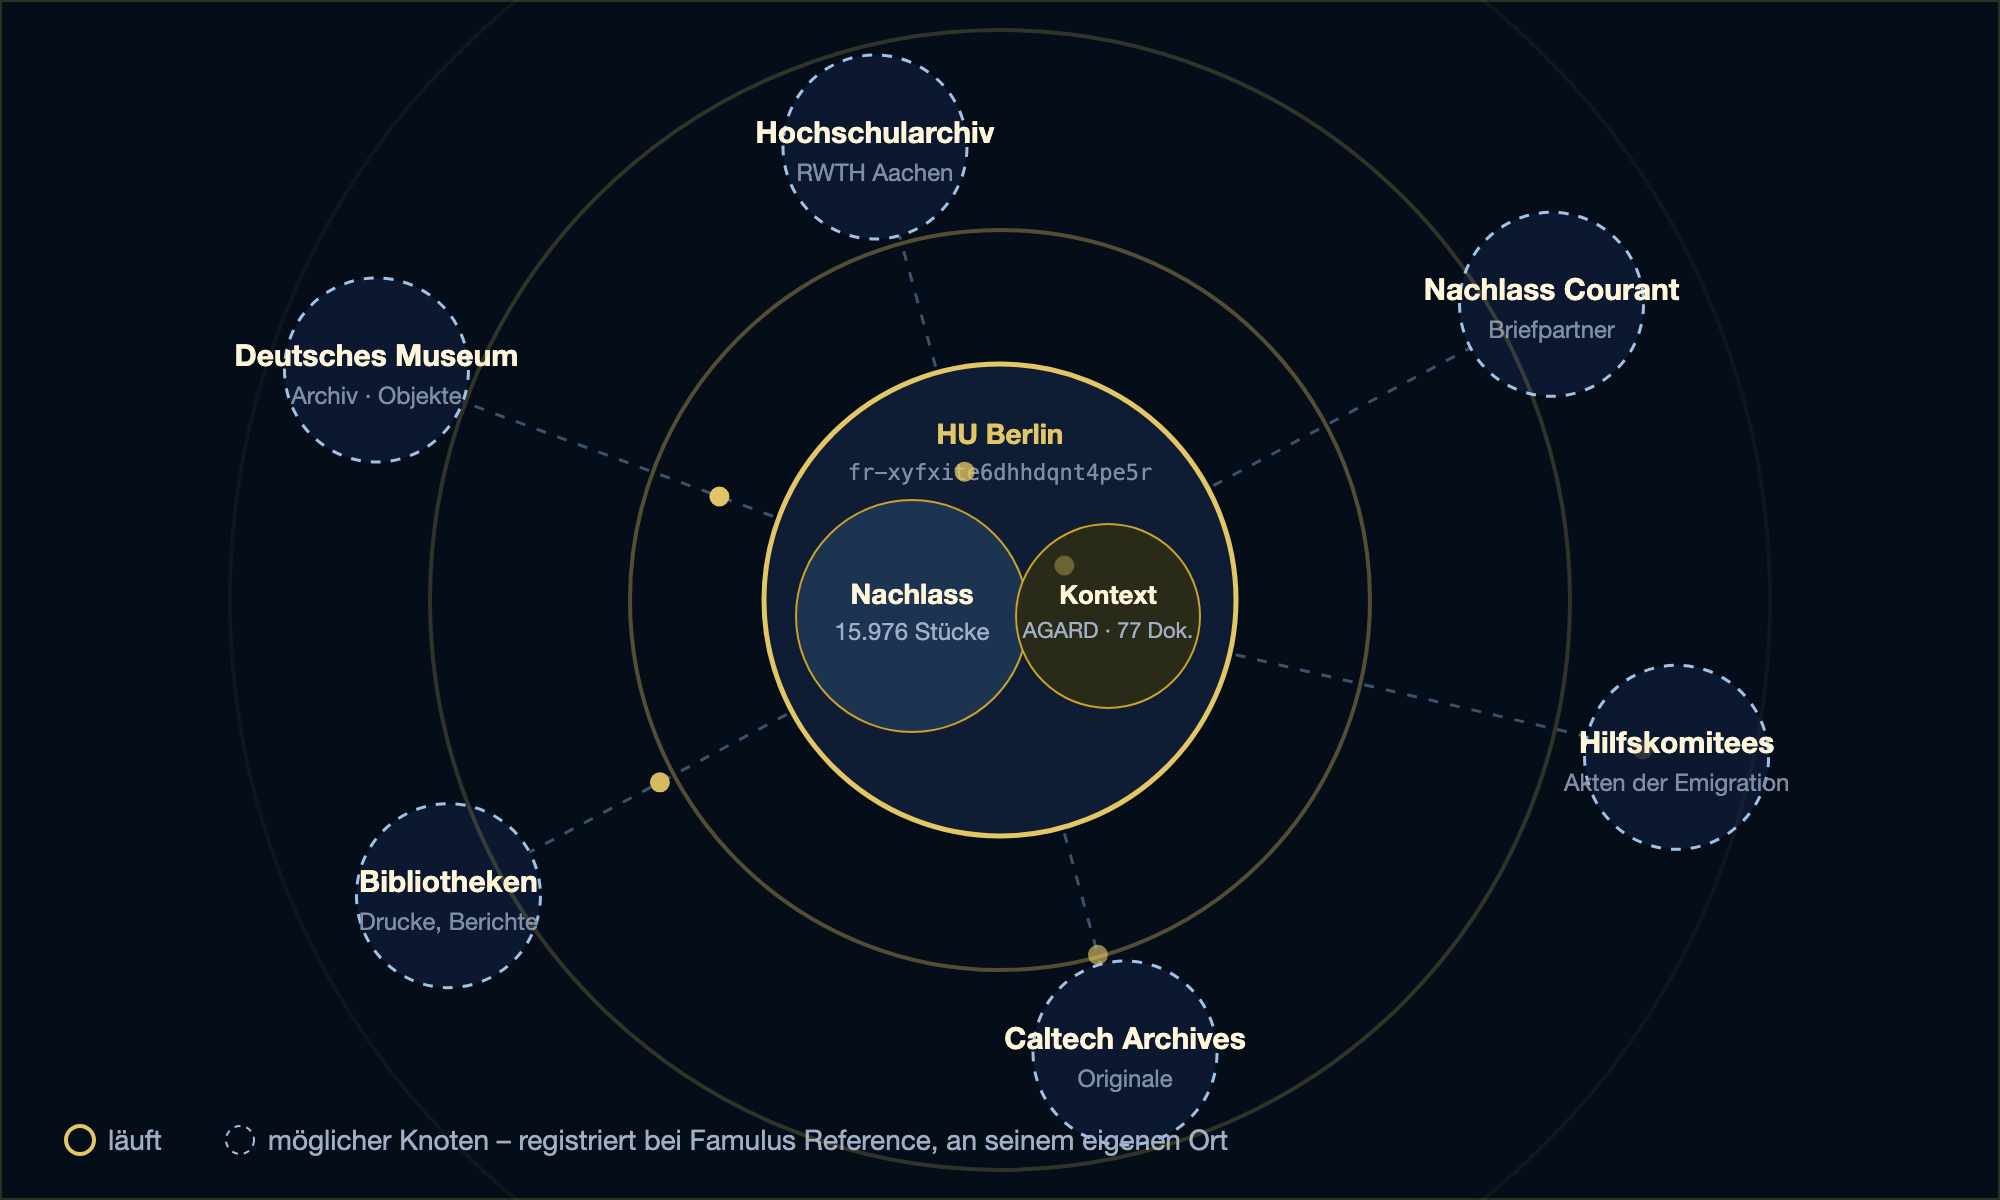 Hochschularchiv
RWTH Aachen
Nachlass Courant
Briefpartner
Deutsches Museum
Archiv · Objekte
HU Berlin
fr-xyfxite6dhhdqnt4pe5r
Nachlass
15.976 Stücke
Kontext
AGARD · 77 Dok.
Hilfskomitees
Akten der Emigration
Bibliotheken
Drucke, Berichte
Caltech Archives
Originale
läuft
möglicher Knoten – registriert bei Famulus Reference, an seinem eigenen Ort